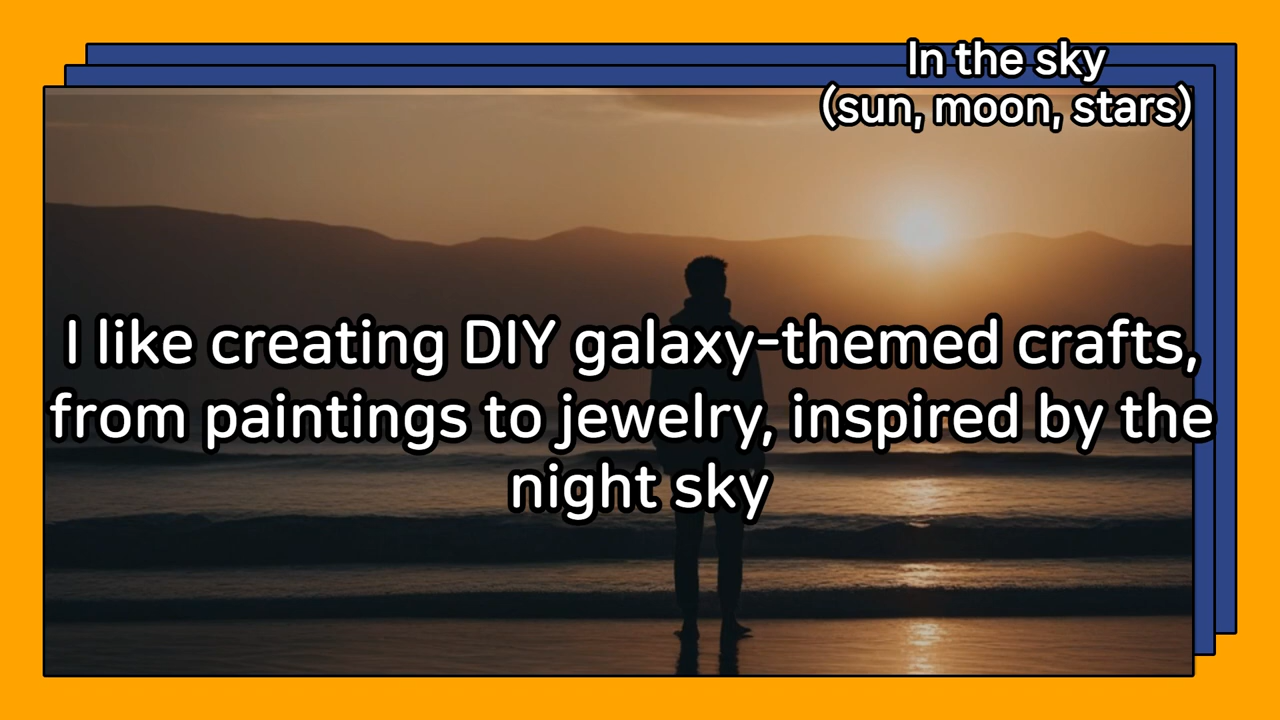 In the sky
(sun, moon, stars)
I like creating DIY galaxy-themed crafts,
from paintings to jewelry, inspired by the
night sky